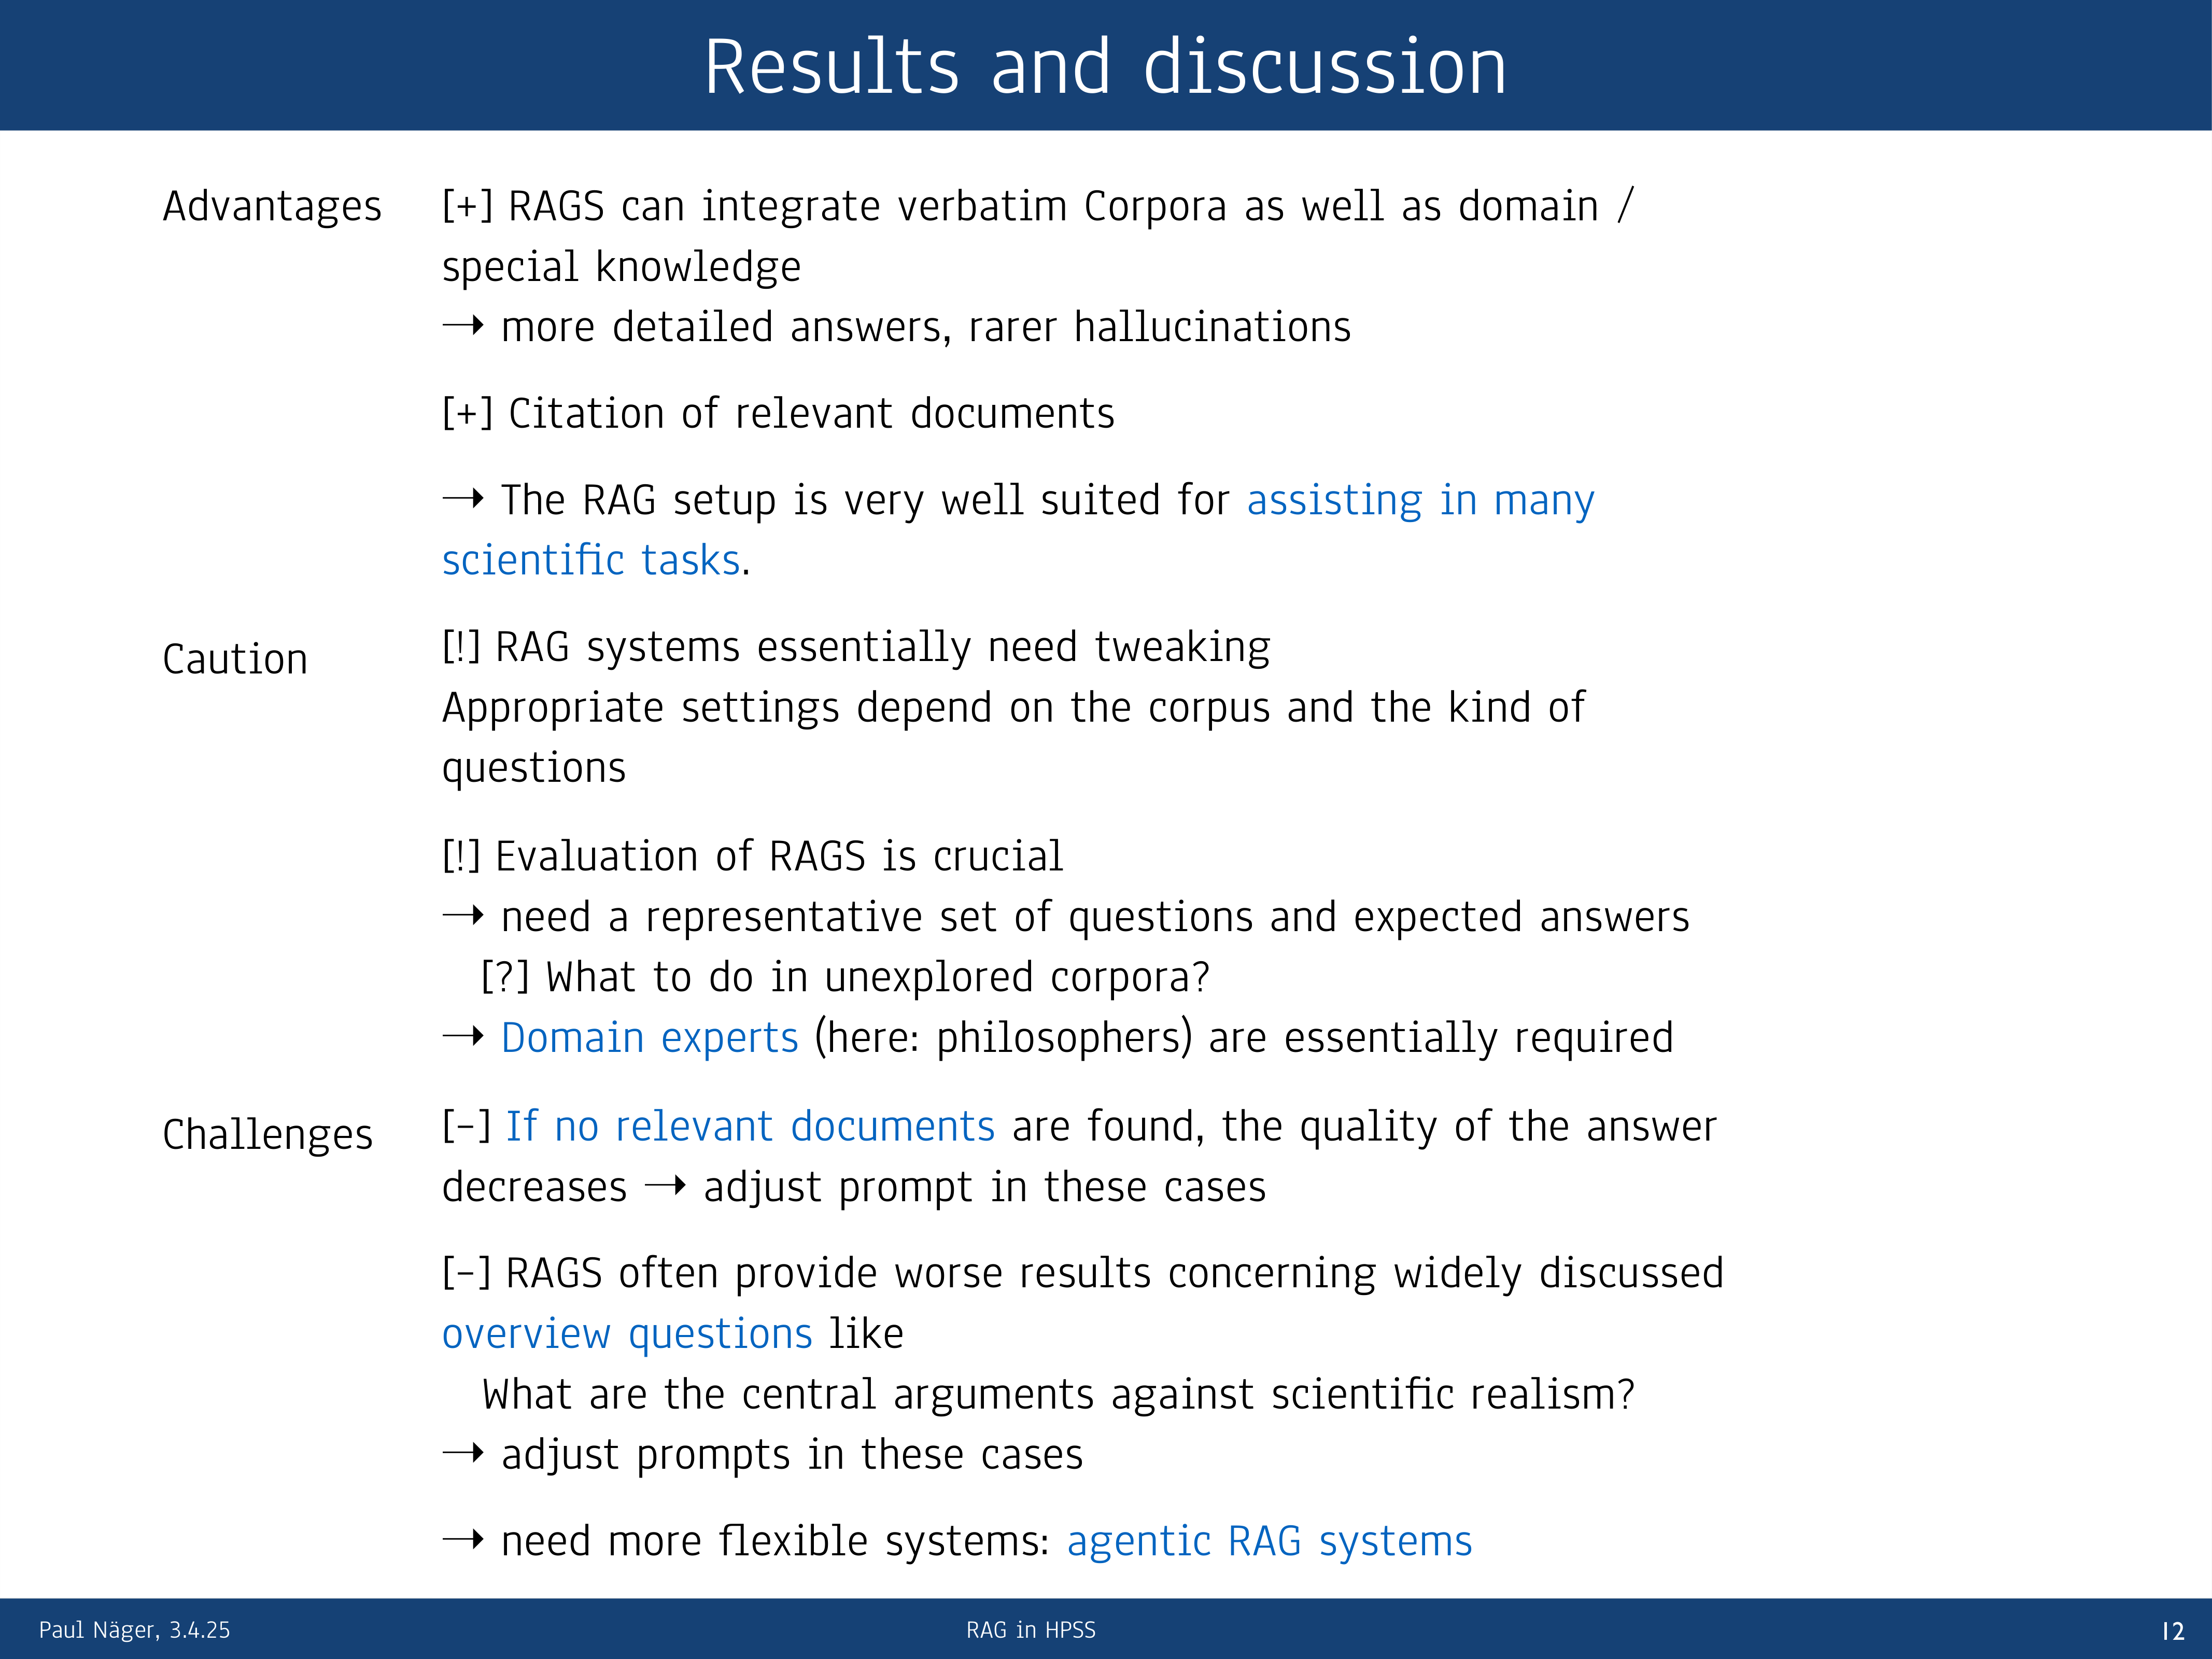 Results and discussion
Advantages
[+] RAGS can integrate verbatim Corpora as well as domain /
special knowledge
→ more detailed answers, rarer hallucinations
[+] Citation of relevant documents
→ The RAG setup is very well suited for assisting in many
scientific tasks.
Caution
[!] RAG systems essentially need tweaking
Appropriate settings depend on the corpus and the kind of
questions
[!] Evaluation of RAGS is crucial
→ need a representative set of questions and expected answers
[?] What to do in unexplored corpora?
→ Domain experts (here: philosophers) are essentially required
Challenges
[–] If no relevant documents are found, the quality of the answer
decreases → adjust prompt in these cases
[–] RAGS often provide worse results concerning widely discussed
overview questions like
What are the central arguments against scientific realism?
→ adjust prompts in these cases
→ need more flexible systems: agentic RAG systems
Paul Näger, 3.4.25
RAG in HPSS
12